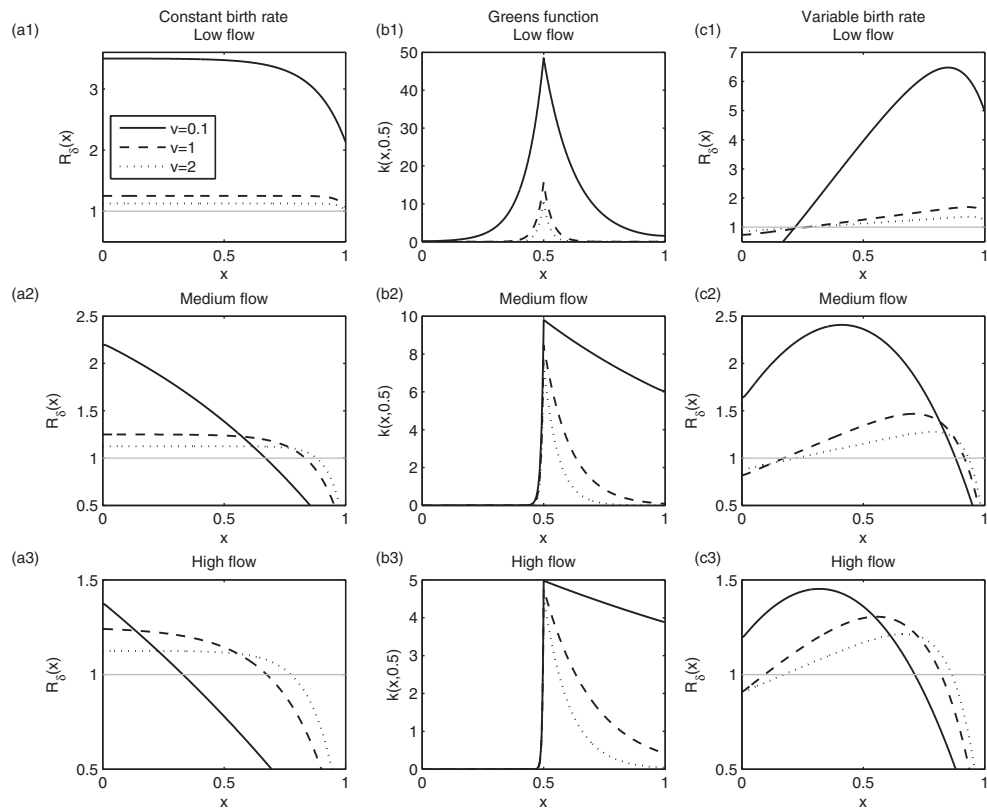 Constant birth rate
Low flow
(a1)
3
2
1
R_δ(x)
v=0.1
v=1
v=2
0
0.5
1
x
Greens function
Low flow
(b1)
50
40
30
20
10
0
k(x,0.5)
0
0.5
1
x
Variable birth rate
Low flow
(c1)
7
6
5
4
3
2
1
R_δ(x)
0
0.5
1
x
Medium flow
(a2)
2.5
2
1.5
1
0.5
R_δ(x)
0
0.5
1
x
Medium flow
(b2)
10
8
6
4
2
0
k(x,0.5)
0
0.5
1
x
Medium flow
(c2)
2.5
2
1.5
1
0.5
R_δ(x)
0
0.5
1
x
High flow
(a3)
1.5
1
0.5
R_δ(x)
0
0.5
1
x
High flow
(b3)
5
4
3
2
1
0
k(x,0.5)
0
0.5
1
x
High flow
(c3)
1.5
1
0.5
R_δ(x)
0
0.5
1
x